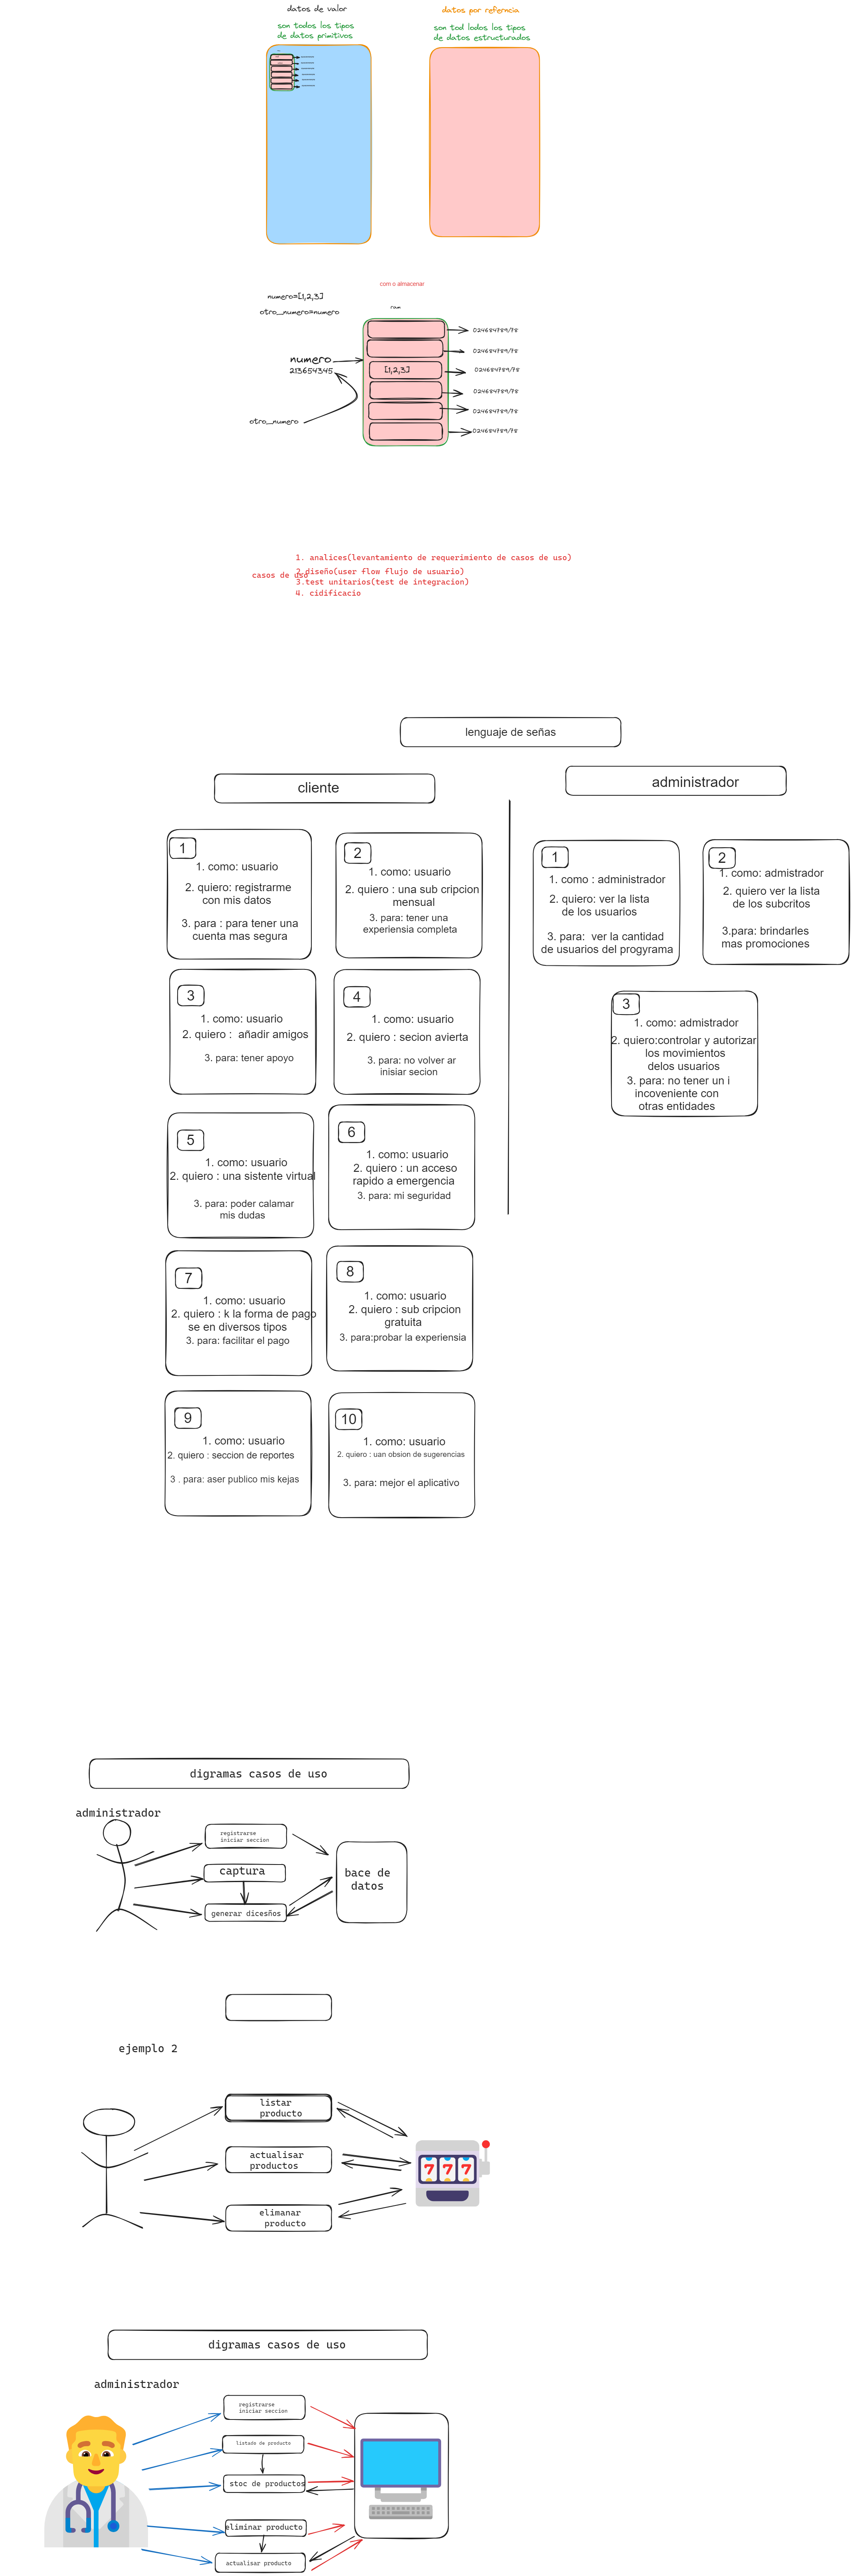 datos de valor
son todos los tipos
de datos primitivos
datos por referncia
son tod lodos los tipos
de datos estructurados
com o almacenar
numero=[1,2,3]
otro_numero=numero
ram
numero
213654345
[1,2,3]
otro_numero
024684789/78
024684789/78
024684789/78
024684789/78
024684789/78
024684789/78
casos de uso
1. analices(levantamiento de requerimiento de casos de uso)
2.diseño(user flow flujo de usuario)
3.test unitarios(test de integracion)
4. cidificacio
lenguaje de señas
cliente
administrador
1
1. como: usuario
2. quiero: registrarme
con mis datos
3. para : para tener una
cuenta mas segura
2
1. como: usuario
2. quiero : una sub cripcion
mensual
3. para: tener una
experiensia completa
3
1. como: usuario
2. quiero :  añadir amigos
3. para: tener apoyo
4
1. como: usuario
2. quiero : secion avierta
3. para: no volver ar
inisiar secion
5
1. como: usuario
2. quiero : una sistente virtual
3. para: poder calamar
mis dudas
6
1. como: usuario
2. quiero : un acceso
rapido a emergencia
3. para: mi seguridad
7
1. como: usuario
2. quiero : k la forma de pago
se en diversos tipos
3. para: facilitar el pago
8
1. como: usuario
2. quiero : sub cripcion
gratuita
3. para:probar la experiensia
9
1. como: usuario
2. quiero : seccion de reportes
3 . para: aser publico mis kejas
10
1. como: usuario
2. quiero : uan obsion de sugerencias
3. para: mejor el aplicativo
1
1. como : administrador
2. quiero: ver la lista
de los usuarios
3. para:  ver la cantidad
de usuarios del progyrama
2
1. como: admistrador
2. quiero ver la lista
de los subcritos
3.para: brindarles
mas promociones
3
1. como: admistrador
2. quiero:controlar y autorizar
los movimientos
delos usuarios
3. para: no tener un i
incoveniente con
otras entidades
digramas casos de uso
administrador
registrarse
iniciar seccion
captura
generar dicesños
bace de
datos
ejemplo 2
listar
producto
actualisar
productos
elimanar
producto
777
digramas casos de uso
administrador
registrarse
iniciar seccion
listado de producto
stoc de productos
eliminar producto
actualisar producto